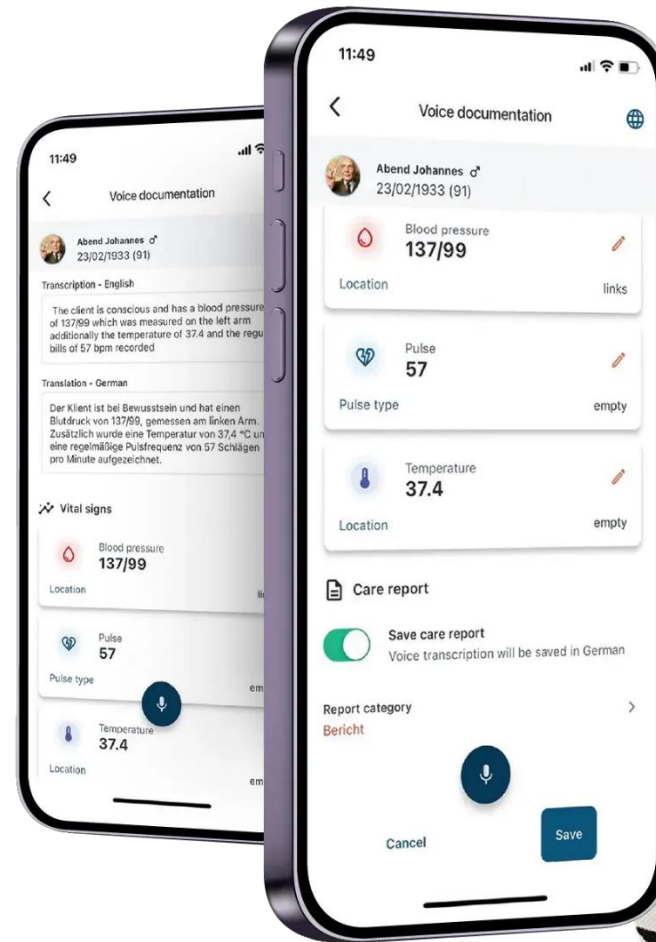 11:49
Voice documentation
Abend Johannes ♂
23/02/1933 (91)
Transcription - English
The client is conscious and has a blood pressure
of 137/99 which was measured on the left arm
additionally the temperature of 37.4 and the
bills of 57 bpm recorded
Translation - German
Der Klient ist bei Bewusstsein und hat einen
Blutdruck von 137/99, gemessen am linken Arm.
Zusätzlich wurde eine Temperatur von 37,4 °C
eine regelmäßige Pulsfrequenz von 57 Schlägen
pro Minute aufgezeichnet.
Vital signs
Blood pressure
137/99
Location
Pulse
57
Pulse type
Temperature
37.4
Location
11:49
Voice documentation
Abend Johannes ♂
23/02/1933 (91)
Blood pressure
137/99
Location links
Pulse
57
Pulse type empty
Temperature
37.4
Location empty
Care report
Save care report
Voice transcription will be saved in German
Report category
Bericht
Cancel Save